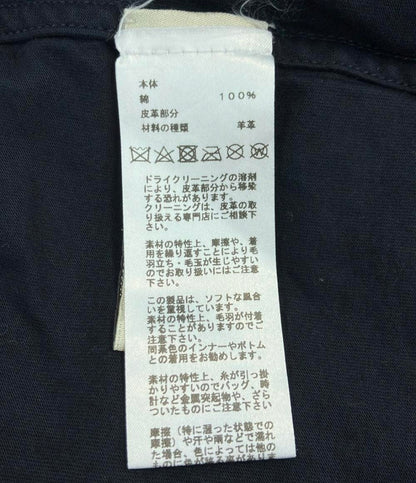 本体
綿 100%
皮革部分
材料の種類 羊革
ドライクリーニングの溶剤
により、皮革部分から移染
する恐れがあります。
クリーニングは、皮革の取
り扱える専門店にご相談下
さい。
素材の特性上、摩擦や、着
用を繰り返すことにより毛
羽立ち・毛玉が生じやすい
のでお取り扱いにはご注意
下さい。
この製品は、ソフトな風合
いを重視しています。
素材の特性上、毛羽が付着
することがありますのでご
注意下さい。
同系色のインナーやボトム
との着用をお勧めします。
素材の特性上、糸が引っ掛
かりやすいのでバッグ、時
計など金属突起物や、ざら
ついたものにご注意下さい
摩擦（特に湿った状態での
摩擦）や汗や雨などで濡れ
た場合、色によっては他の